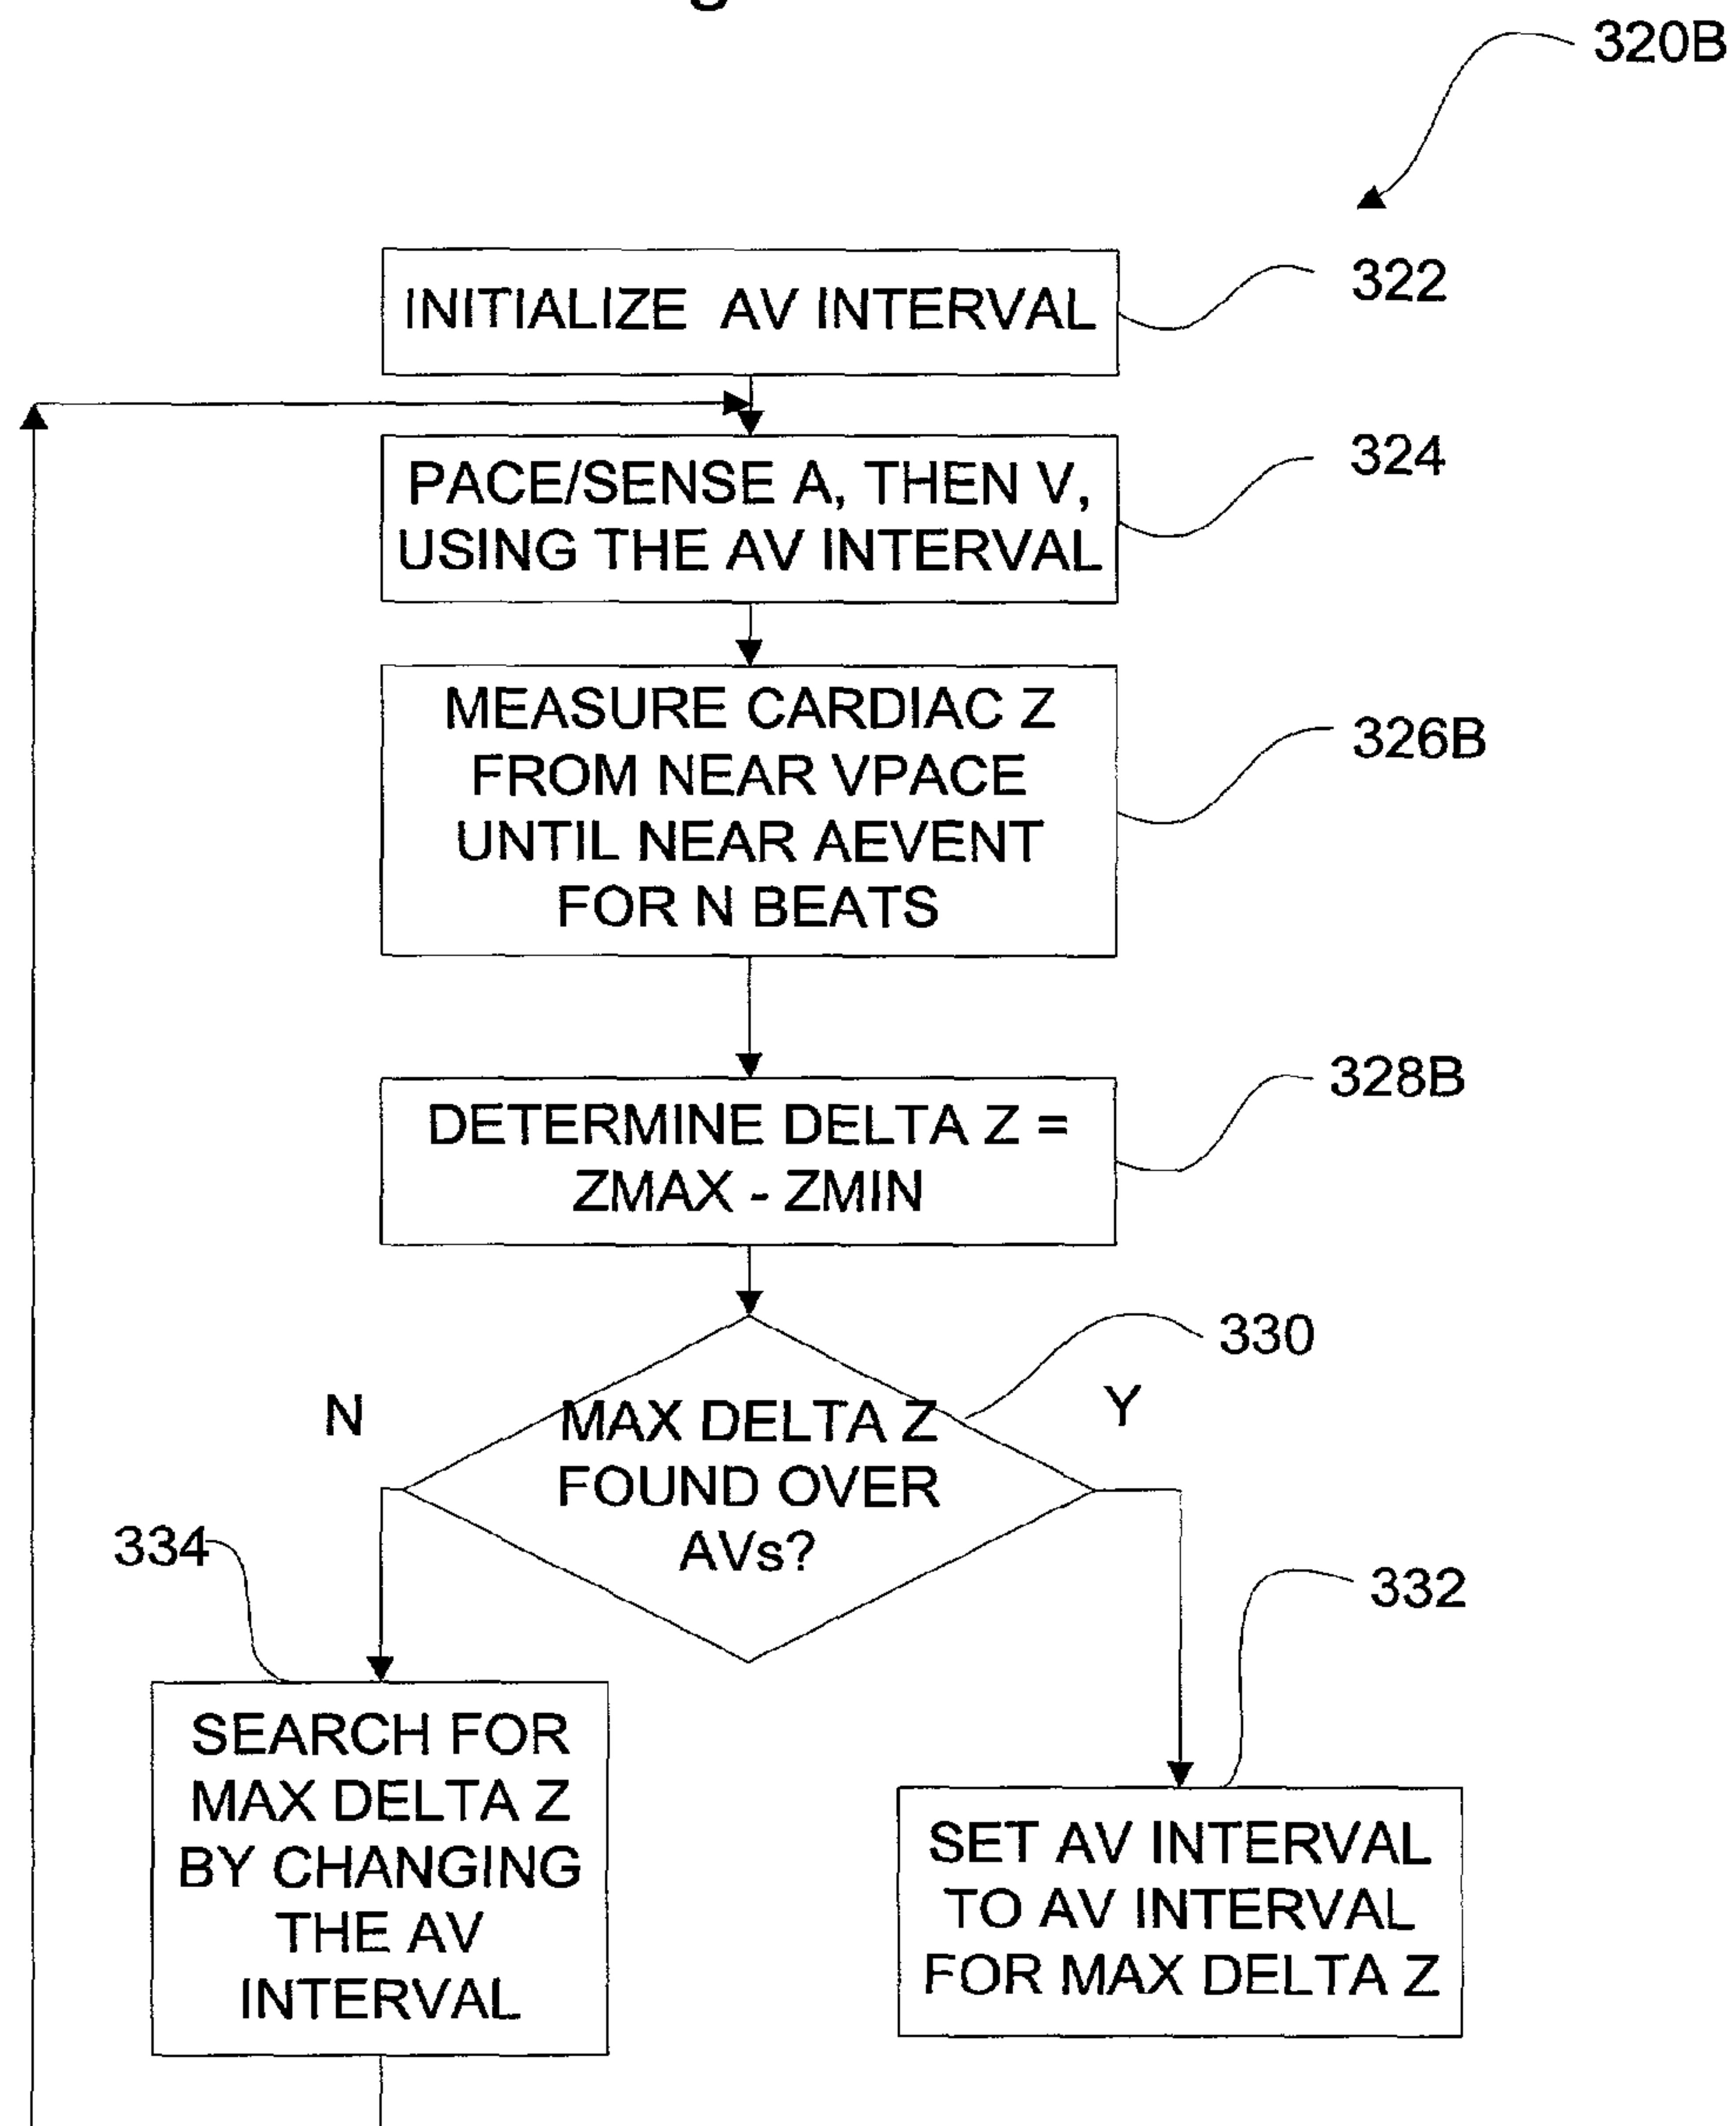 320B
INITIALIZE AV INTERVAL
322
PACE/SENSE A, THEN V,
USING THE AV INTERVAL
324
MEASURE CARDIAC Z
FROM NEAR VPACE
UNTIL NEAR AEVENT
FOR N BEATS
326B
DETERMINE DELTA Z =
ZMAX - ZMIN
328B
330
N
MAX DELTA Z
FOUND OVER
AVs?
Y
334
332
SEARCH FOR
MAX DELTA Z
BY CHANGING
THE AV
INTERVAL
SET AV INTERVAL
TO AV INTERVAL
FOR MAX DELTA Z